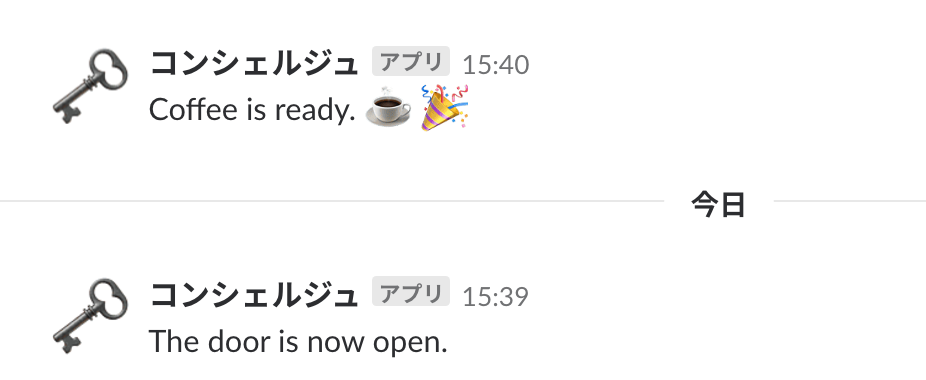 コンシェルジュ アプリ 15:40
Coffee is ready. ☕ 🎉
今日
コンシェルジュ アプリ 15:39
The door is now open.